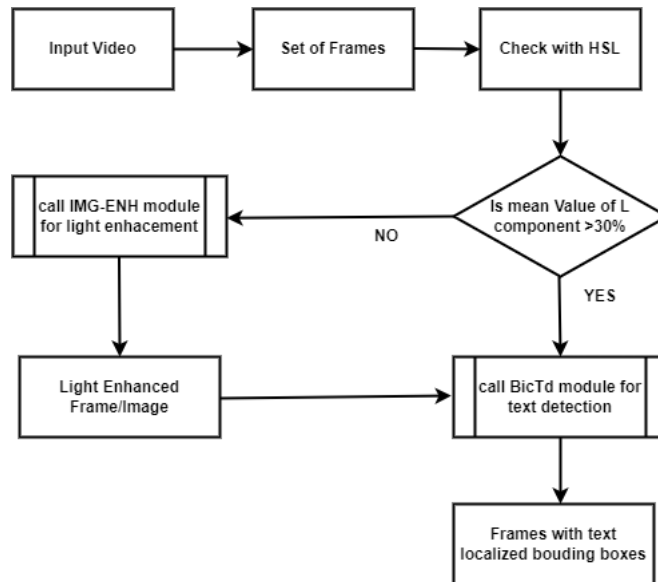 Input Video
Set of Frames
Check with HSL
Is mean Value of L
component >30%
NO
YES
call IMG-ENH module
for light enhacement
Light Enhanced
Frame/Image
call BicTd module for
text detection
Frames with text
localized bouding boxes